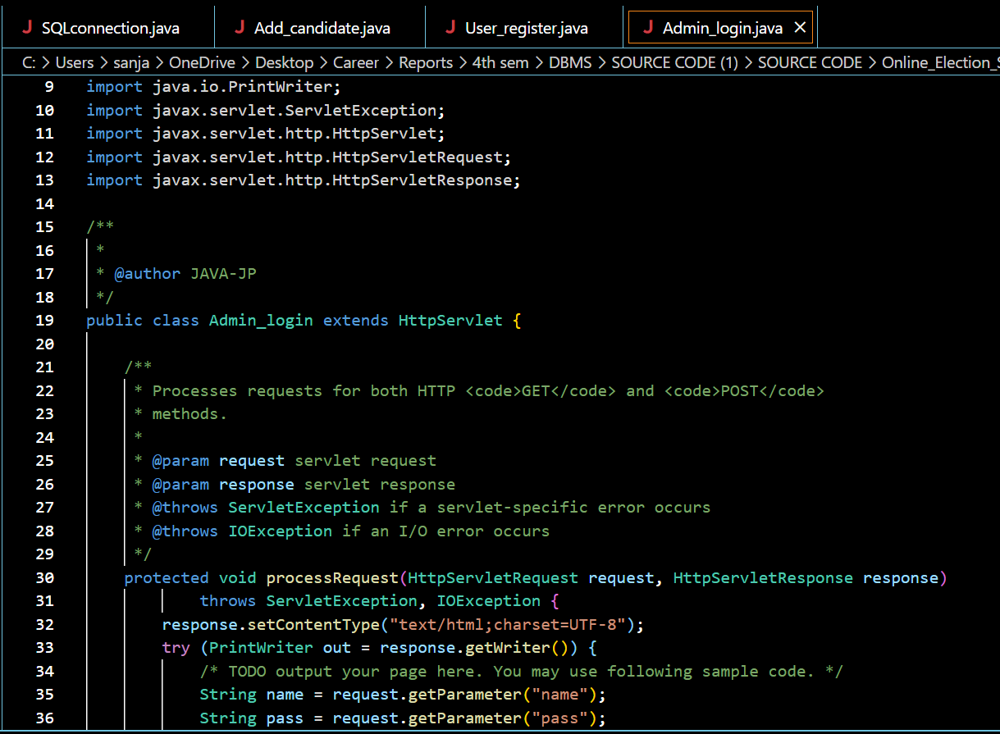 SQLconnection.java Add_candidate.java User_register.java Admin_login.java
C: > Users > sanja > OneDrive > Desktop > Career > Reports > 4th sem > DBMS > SOURCE CODE (1) > SOURCE CODE > Online_Election_S
9 import java.io.PrintWriter;
10 import javax.servlet.ServletException;
11 import javax.servlet.http.HttpServlet;
12 import javax.servlet.http.HttpServletRequest;
13 import javax.servlet.http.HttpServletResponse;
14
15 /**
16  *
17  * @author JAVA-JP
18  */
19 public class Admin_login extends HttpServlet {
20
21     /**
22      * Processes requests for both HTTP <code>GET</code> and <code>POST</code>
23      * methods.
24      *
25      * @param request servlet request
26      * @param response servlet response
27      * @throws ServletException if a servlet-specific error occurs
28      * @throws IOException if an I/O error occurs
29      */
30     protected void processRequest(HttpServletRequest request, HttpServletResponse response)
31             throws ServletException, IOException {
32         response.setContentType("text/html;charset=UTF-8");
33         try (PrintWriter out = response.getWriter()) {
34             /* TODO output your page here. You may use following sample code. */
35             String name = request.getParameter("name");
36             String pass = request.getParameter("pass");